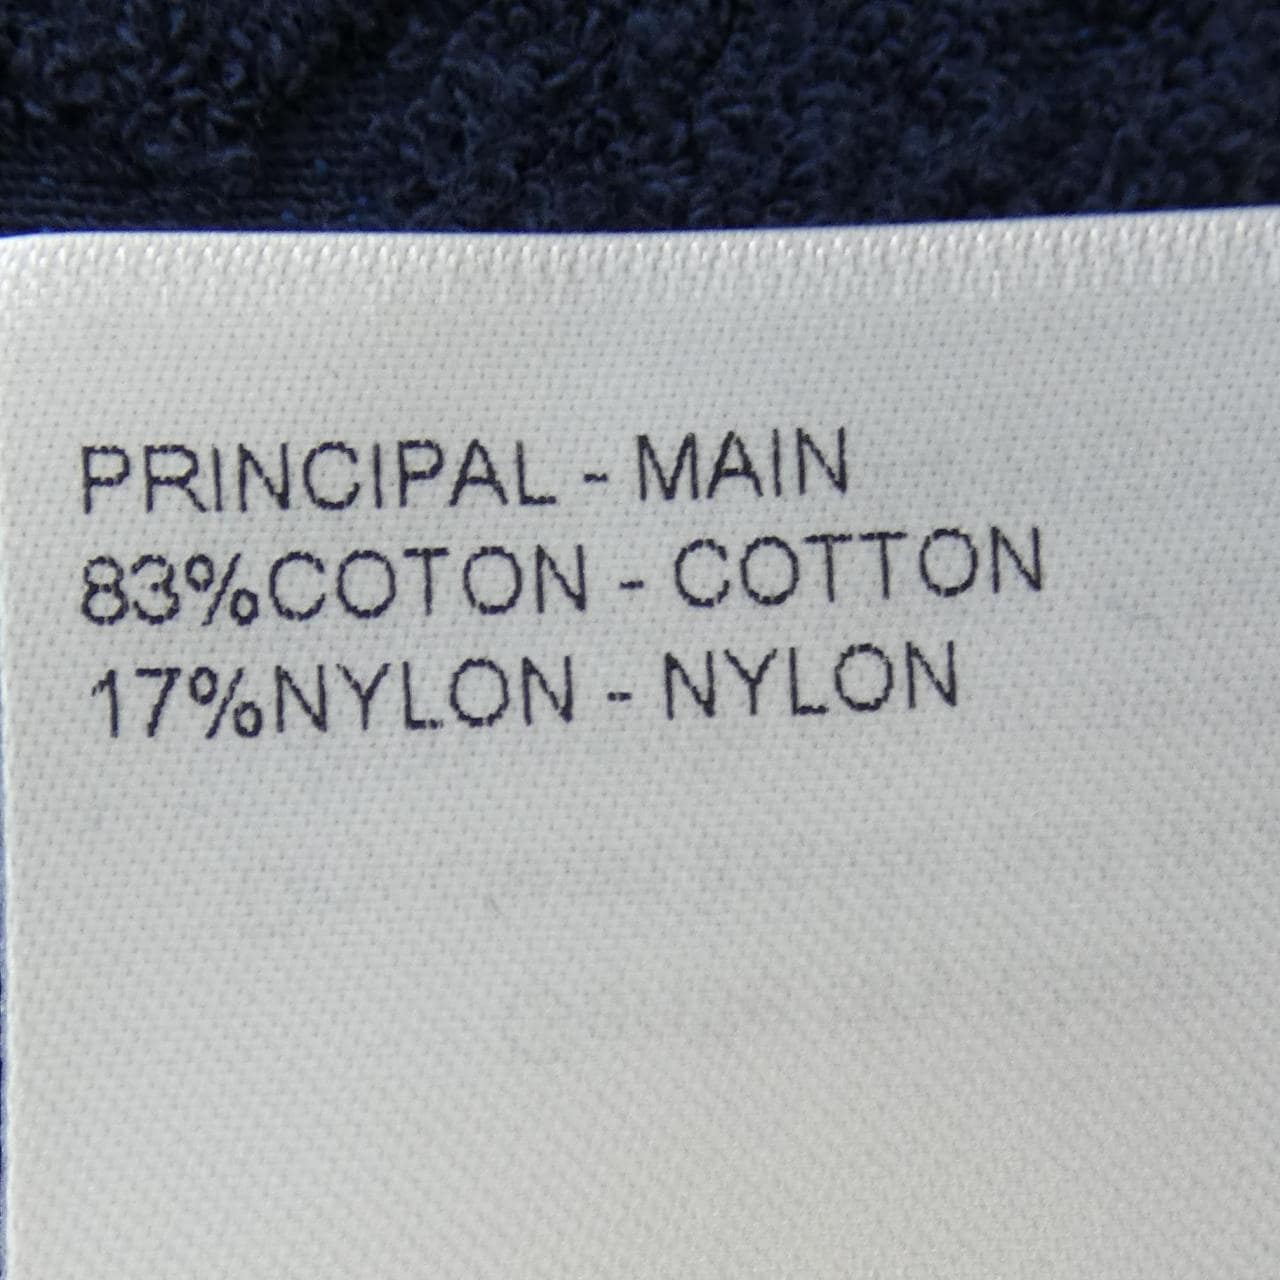 PRINCIPAL - MAIN
83%COTON - COTTON
17%NYLON - NYLON